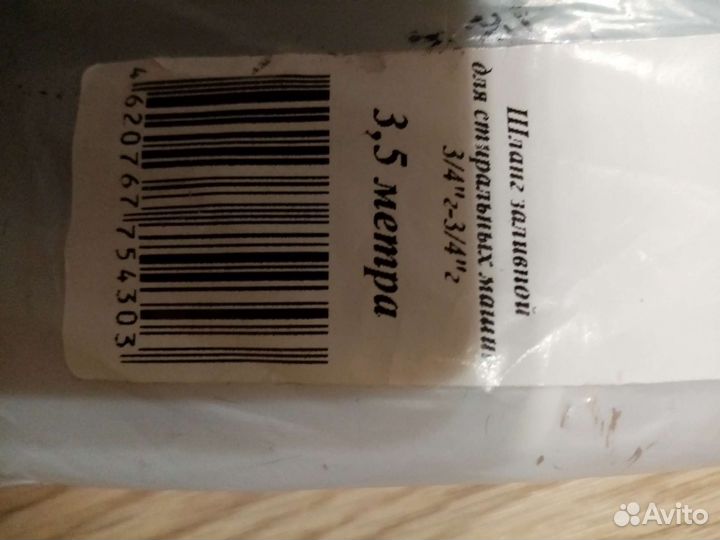 Шланг заливной
для стиральных машин
3/4"г-3/4"г
3,5 метра
4620767754303
Avito